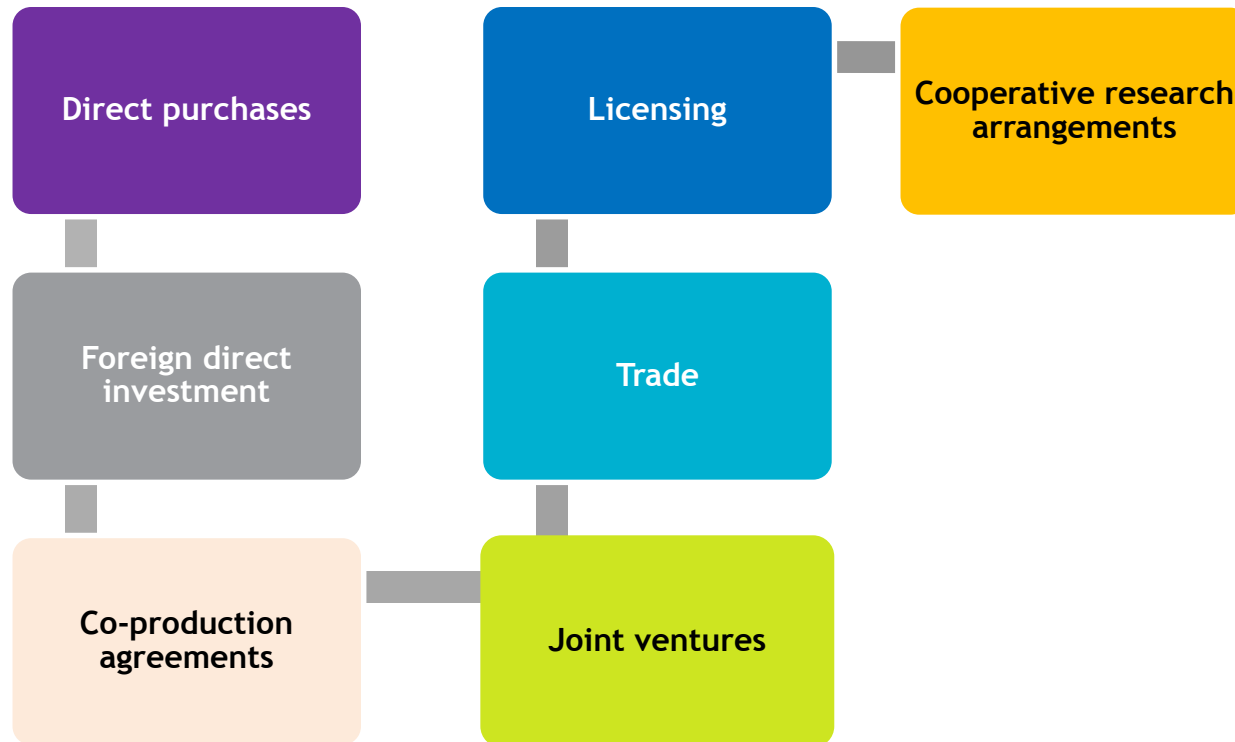 Direct purchases
Foreign direct
investment
Co-production
agreements
Joint ventures
Trade
Licensing
Cooperative research
arrangements